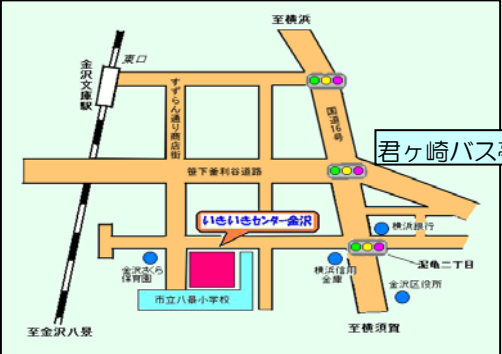 至横浜
東口
金沢文庫駅
すずらん通り商店街
国道16号
君ヶ崎バス
笹下釜利谷道路
いきいきセンター金沢
横浜銀行
金沢さくら
保育園
横浜信用
金庫
泥亀二丁目
金沢区役所
市立八景小学校
至金沢八景
至横須賀